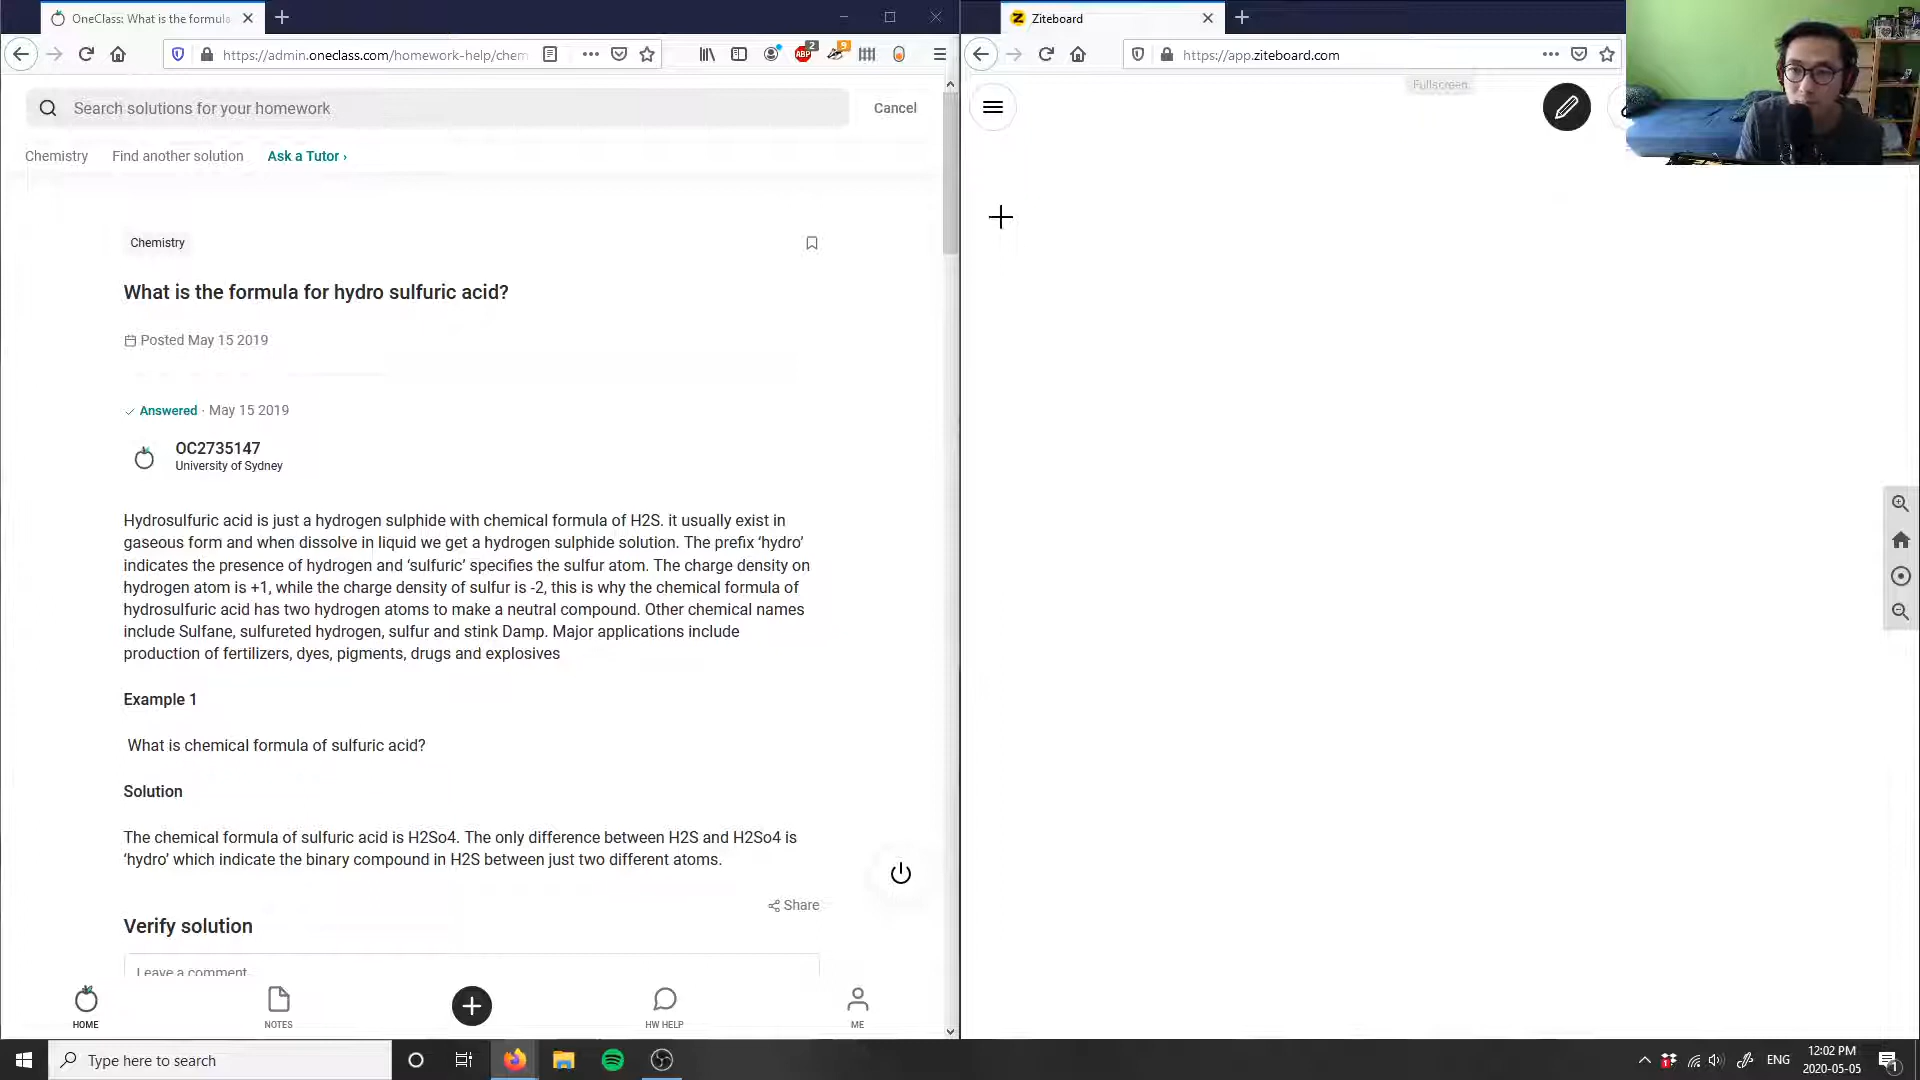 OneClass: What is the formula
Ziteboard
https://admin.oneclass.com/homework-help/chem
ABP
2
9
https://app.ziteboard.com
Fullscreen
Search solutions for your homework
Cancel
Chemistry
Find another solution
Ask a Tutor ›
Chemistry
What is the formula for hydro sulfuric acid?
Posted May 15 2019
Answered · May 15 2019
OC2735147
University of Sydney
Hydrosulfuric acid is just a hydrogen sulphide with chemical formula of H2S. it usually exist in
gaseous form and when dissolve in liquid we get a hydrogen sulphide solution. The prefix ‘hydro’
indicates the presence of hydrogen and ‘sulfuric’ specifies the sulfur atom. The charge density on
hydrogen atom is +1, while the charge density of sulfur is -2, this is why the chemical formula of
hydrosulfuric acid has two hydrogen atoms to make a neutral compound. Other chemical names
include Sulfane, sulfureted hydrogen, sulfur and stink Damp. Major applications include
production of fertilizers, dyes, pigments, drugs and explosives
Example 1
What is chemical formula of sulfuric acid?
Solution
The chemical formula of sulfuric acid is H2So4. The only difference between H2S and H2So4 is
‘hydro’ which indicate the binary compound in H2S between just two different atoms.
Share
Verify solution
Leave a comment
HOME
NOTES
HW HELP
ME
Type here to search
ENG
12:02 PM
2020-05-05
1